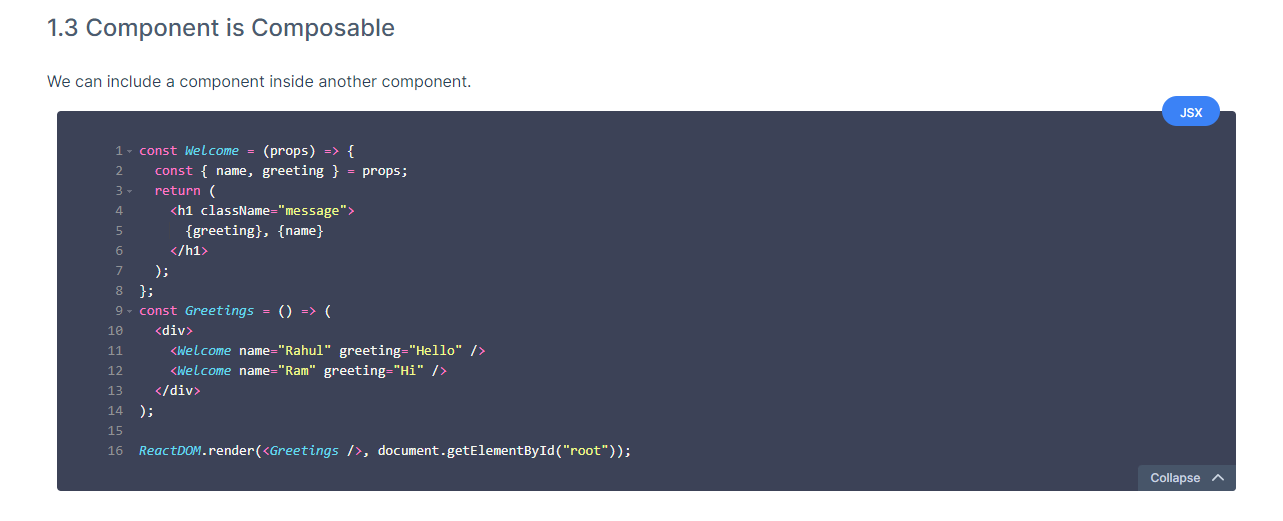 1.3 Component is Composable
We can include a component inside another component.
JSX
1 const Welcome = (props) => {
2   const { name, greeting } = props;
3   return (
4     <h1 className="message">
5       {greeting}, {name}
6     </h1>
7   );
8 };
9 const Greetings = () => (
10   <div>
11     <Welcome name="Rahul" greeting="Hello" />
12     <Welcome name="Ram" greeting="Hi" />
13   </div>
14 );
15
16 ReactDOM.render(<Greetings />, document.getElementById("root"));
Collapse